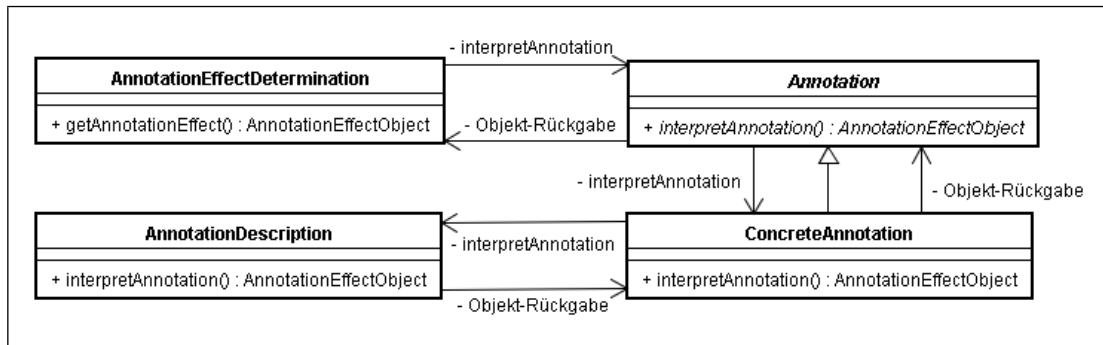 - interpretAnnotation
AnnotationEffectDetermination
+ getAnnotationEffect() : AnnotationEffectObject
Annotation
+ interpretAnnotation() : AnnotationEffectObject
- Objekt-Rückgabe
- interpretAnnotation
- Objekt-Rückgabe
AnnotationDescription
+ interpretAnnotation() : AnnotationEffectObject
- interpretAnnotation
ConcreteAnnotation
+ interpretAnnotation() : AnnotationEffectObject
- Objekt-Rückgabe